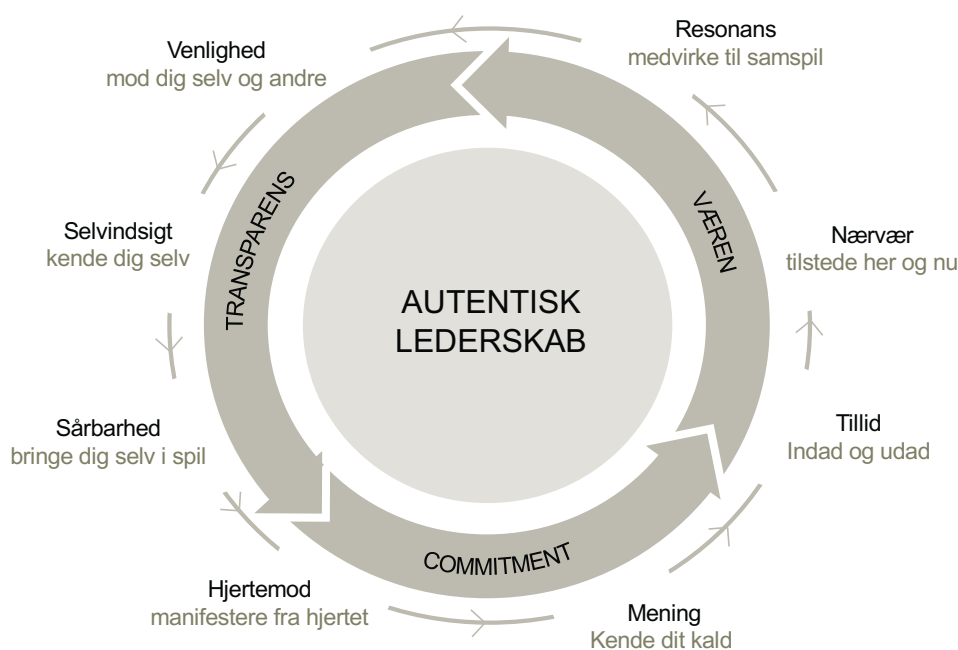 Resonans
medvirke til samspil
Venlighed
mod dig selv og andre
Selvindsigt
kende dig selv
Sårbarhed
bringe dig selv i spil
Hjertemod
manifestere fra hjertet
Mening
Kende dit kald
Tillid
Indad og udad
Nærvær
tilstede her og nu
TRANSPARENS
COMMITMENT
VÆREN
AUTENTISK
LEDERSKAB